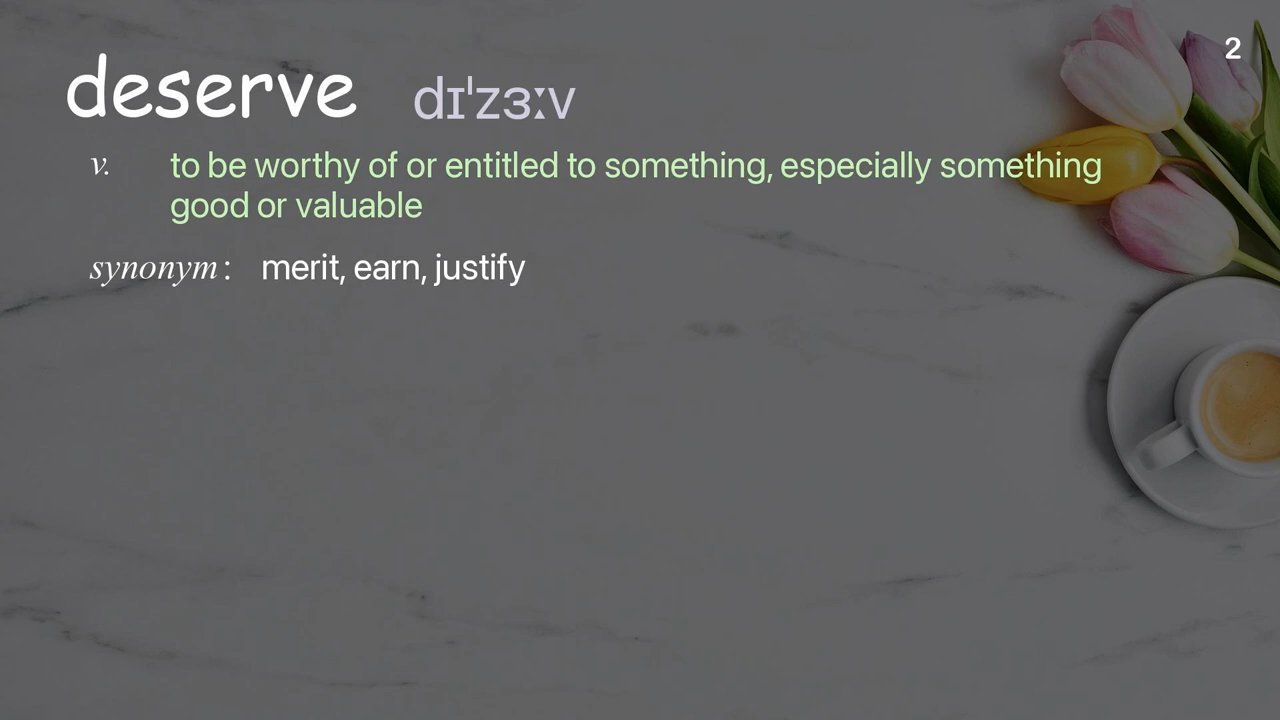 2
deserve dɪˈzɜːv
v. to be worthy of or entitled to something, especially something
good or valuable
synonym : merit, earn, justify